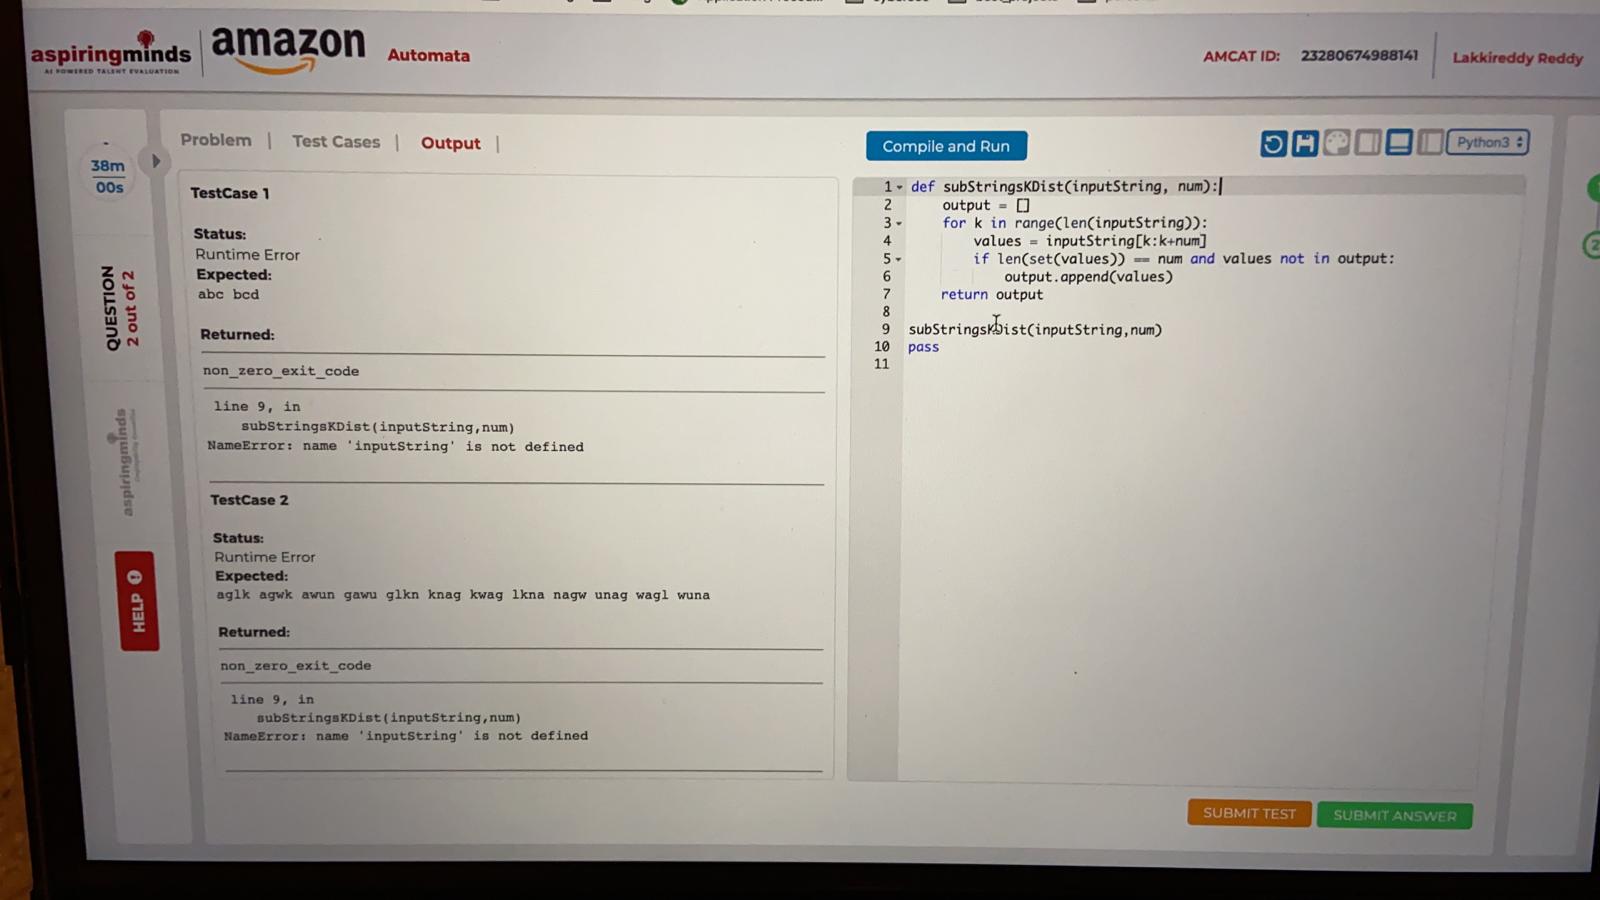 aspiringminds
AI POWERED TALENT EVALUATION
amazon
Automata
AMCAT ID: 23280674988141
Lakkireddy Reddy
38m
00s
QUESTION
2 out of 2
aspiringminds
HELP
Problem | Test Cases | Output |
TestCase 1
Status:
Runtime Error
Expected:
abc bcd
Returned:
non_zero_exit_code
line 9, in
subStringsKDist(inputString,num)
NameError: name 'inputString' is not defined
TestCase 2
Status:
Runtime Error
Expected:
aglk agwk awun gawu glkn knag kwag lkna nagw unag wagl wuna
Returned:
non_zero_exit_code
line 9, in
subStringsKDist(inputString,num)
NameError: name 'inputString' is not defined
Compile and Run
Python3
1 def subStringsKDist(inputString, num):
2 output = []
3 for k in range(len(inputString)):
4 values = inputString[k:k+num]
5 if len(set(values)) == num and values not in output:
6 output.append(values)
7 return output
8
9 subStringsKDist(inputString,num)
10 pass
11
SUBMIT TEST
SUBMIT ANSWER
2